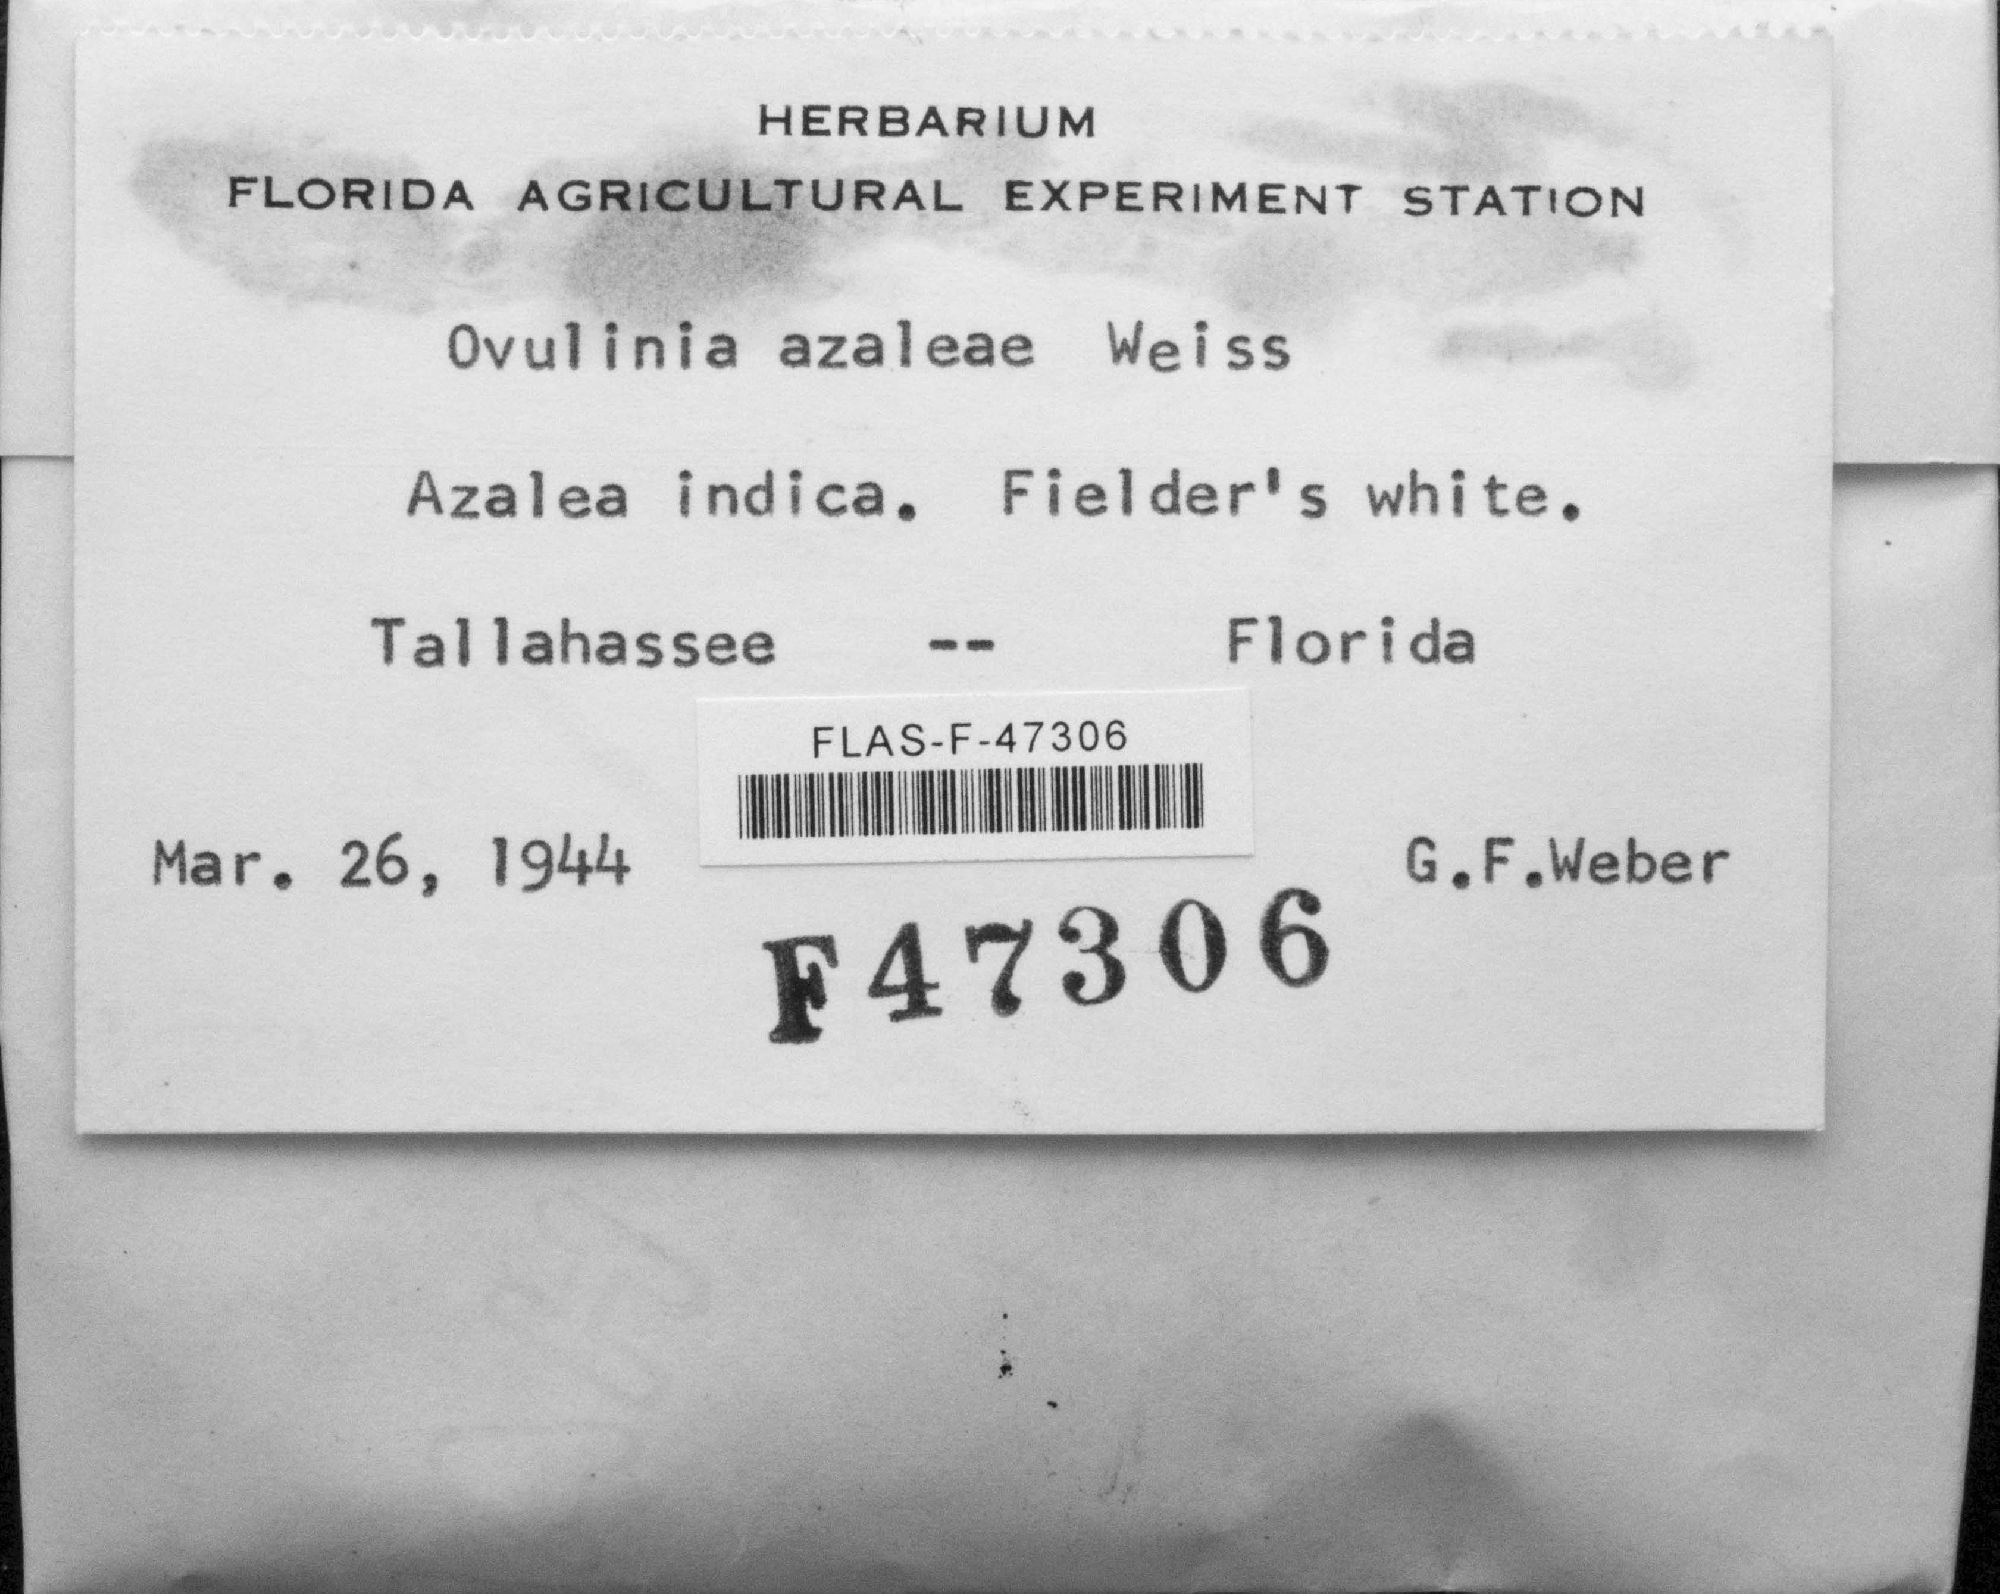 HERBARIUM
FLORIDA AGRICULTURAL EXPERIMENT STATION
Ovulinia azaleae Weiss
Azalea indica. Fielder's white.
Tallahassee -- Florida
FLAS-F-47306
Mar. 26, 1944 G.F.Weber
F47306